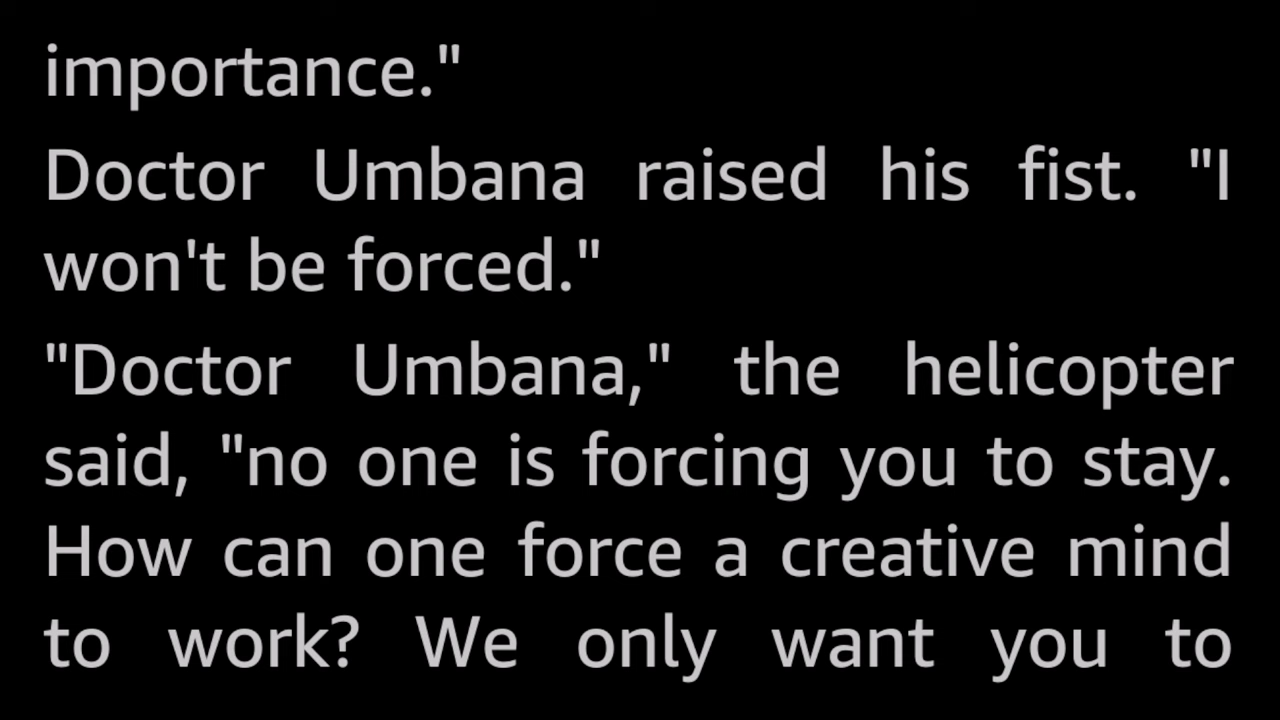 importance."
Doctor Umbana raised his fist. "I
won't be forced."
"Doctor Umbana," the helicopter
said, "no one is forcing you to stay.
How can one force a creative mind
to work? We only want you to